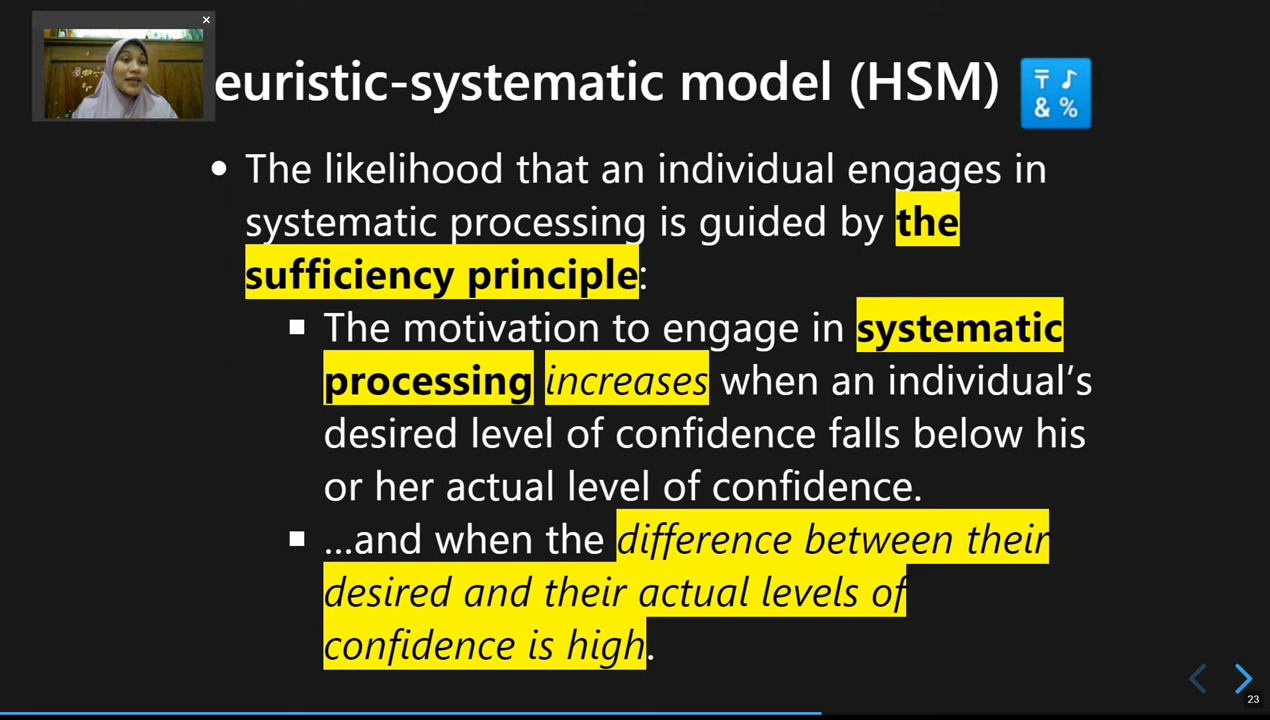 euristic-systematic model (HSM)
• The likelihood that an individual engages in
systematic processing is guided by the
sufficiency principle:
▪ The motivation to engage in systematic
processing increases when an individual’s
desired level of confidence falls below his
or her actual level of confidence.
▪ …and when the difference between their
desired and their actual levels of
confidence is high.
23